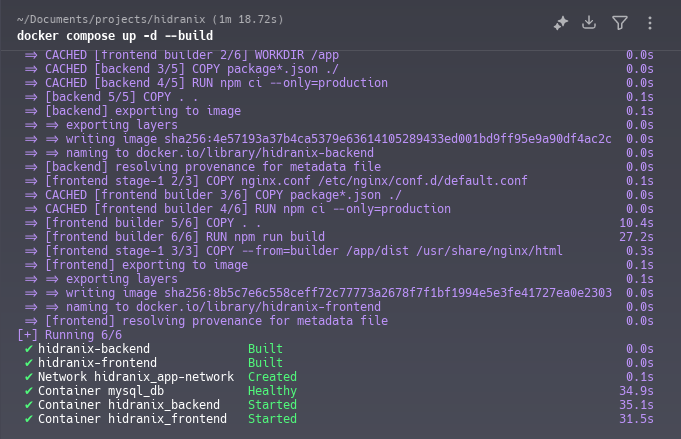 ~/Documents/projects/hidranix (1m 18.72s)
docker compose up -d --build
=> CACHED [frontend builder 2/6] WORKDIR /app 0.0s
=> CACHED [backend 3/5] COPY package*.json ./ 0.0s
=> CACHED [backend 4/5] RUN npm ci --only=production 0.0s
=> [backend 5/5] COPY . . 0.1s
=> [backend] exporting to image 0.1s
=> => exporting layers 0.0s
=> => writing image sha256:4e57193a37b4ca5379e63614105289433ed001bd9ff95e9a90df4ac2c 0.0s
=> => naming to docker.io/library/hidranix-backend 0.0s
=> [backend] resolving provenance for metadata file 0.0s
=> [frontend stage-1 2/3] COPY nginx.conf /etc/nginx/conf.d/default.conf 0.1s
=> CACHED [frontend builder 3/6] COPY package*.json ./ 0.0s
=> CACHED [frontend builder 4/6] RUN npm ci --only=production 0.0s
=> [frontend builder 5/6] COPY . . 10.4s
=> [frontend builder 6/6] RUN npm run build 27.2s
=> [frontend stage-1 3/3] COPY --from=builder /app/dist /usr/share/nginx/html 0.3s
=> [frontend] exporting to image 0.1s
=> => exporting layers 0.1s
=> => writing image sha256:8b5c7e6c558ceff72c77773a2678f7f1bf1994e5e3fe41727ea0e2303 0.0s
=> => naming to docker.io/library/hidranix-frontend 0.0s
=> [frontend] resolving provenance for metadata file 0.0s
[+] Running 6/6
✔ hidranix-backend Built 0.0s
✔ hidranix-frontend Built 0.0s
✔ Network hidranix_app-network Created 0.1s
✔ Container mysql_db Healthy 34.9s
✔ Container hidranix_backend Started 35.1s
✔ Container hidranix_frontend Started 31.5s